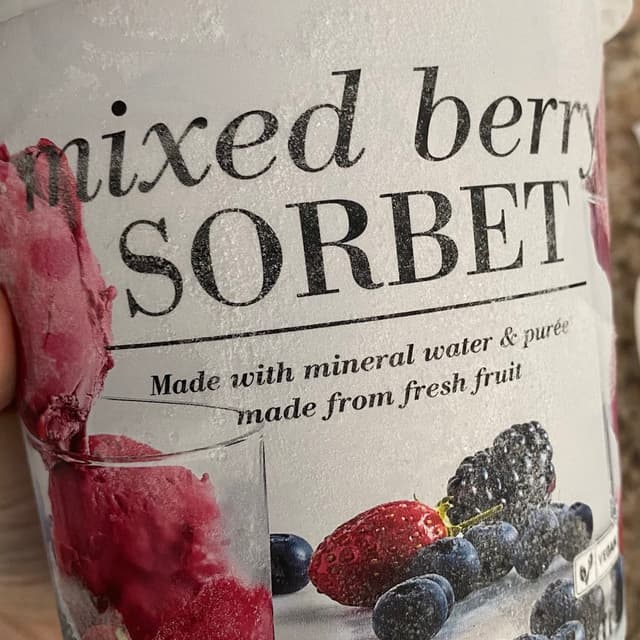 mixed berry
SORBET
Made with mineral water & purée
made from fresh fruit